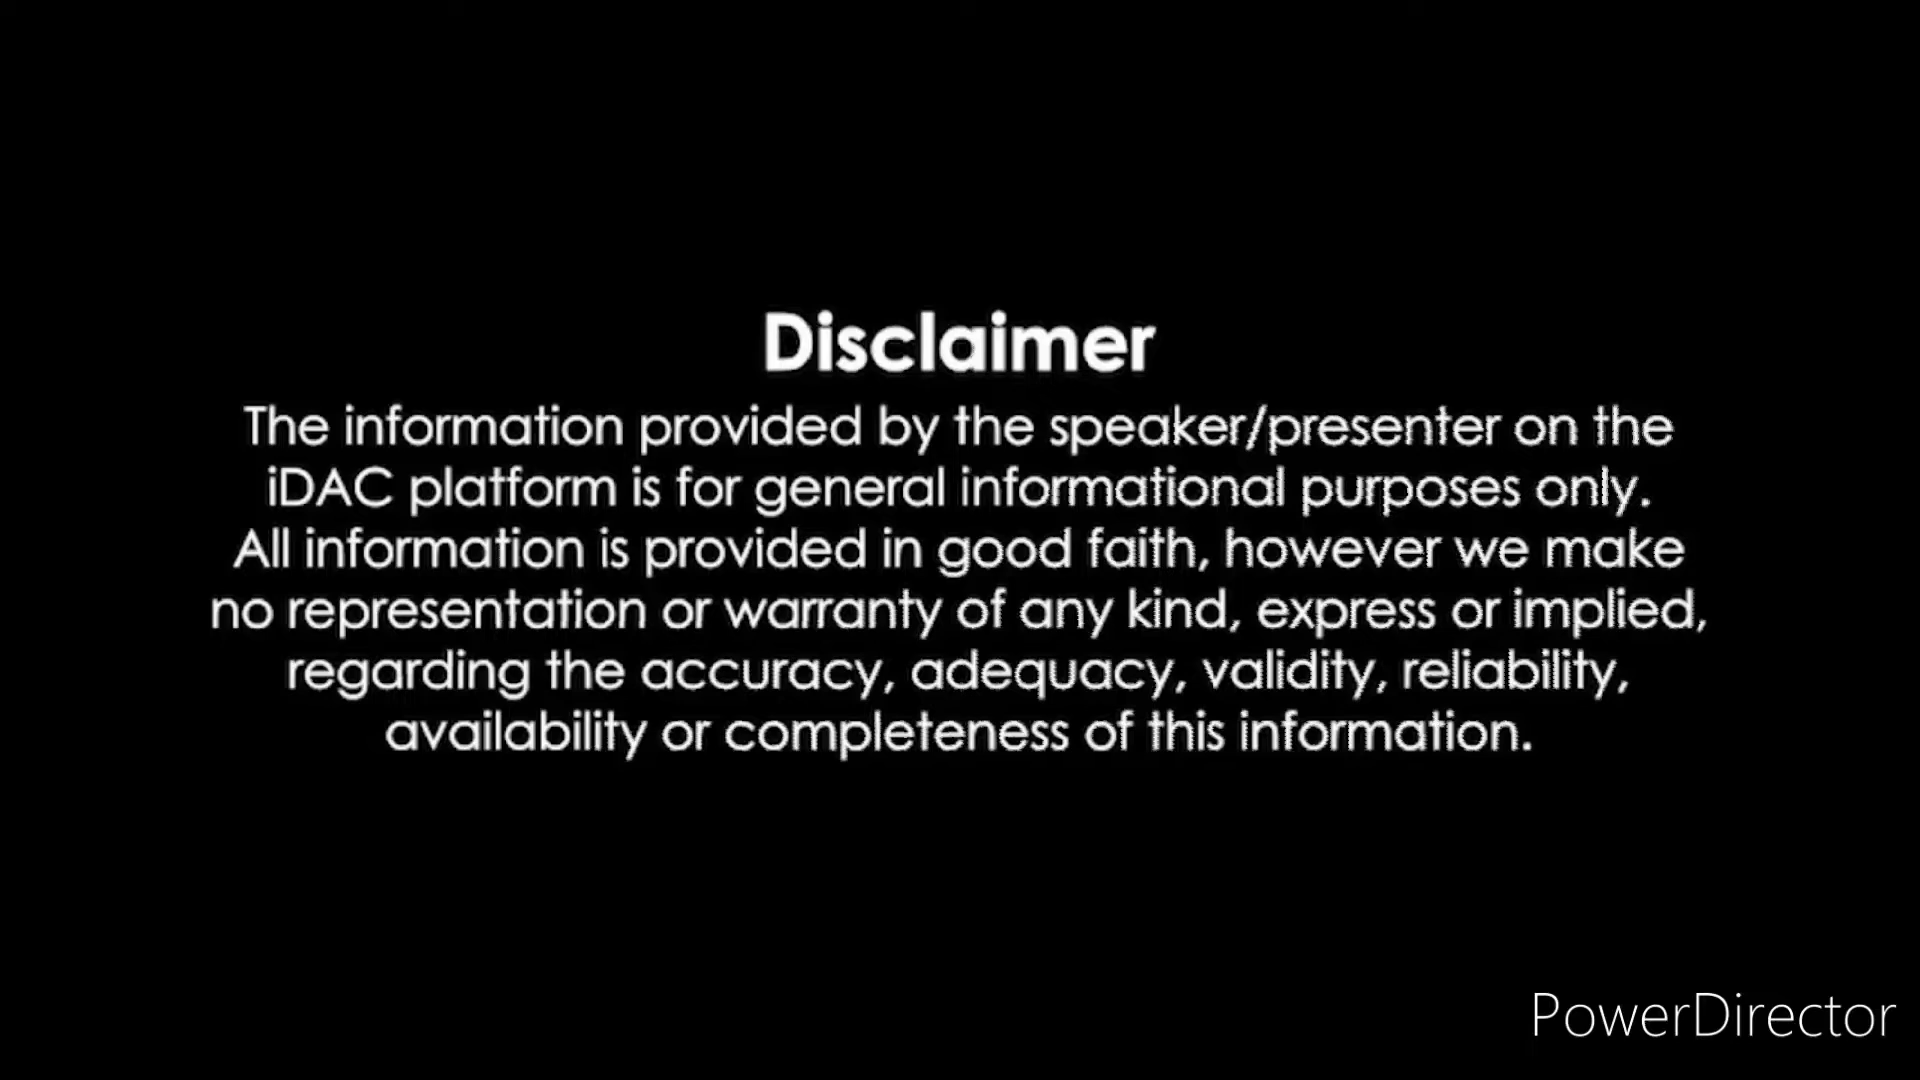 Disclaimer
The information provided by the speaker/presenter on the
iDAC platform is for general informational purposes only.
All information is provided in good faith, however we make
no representation or warranty of any kind, express or implied,
regarding the accuracy, adequacy, validity, reliability,
availability or completeness of this information.
PowerDirector